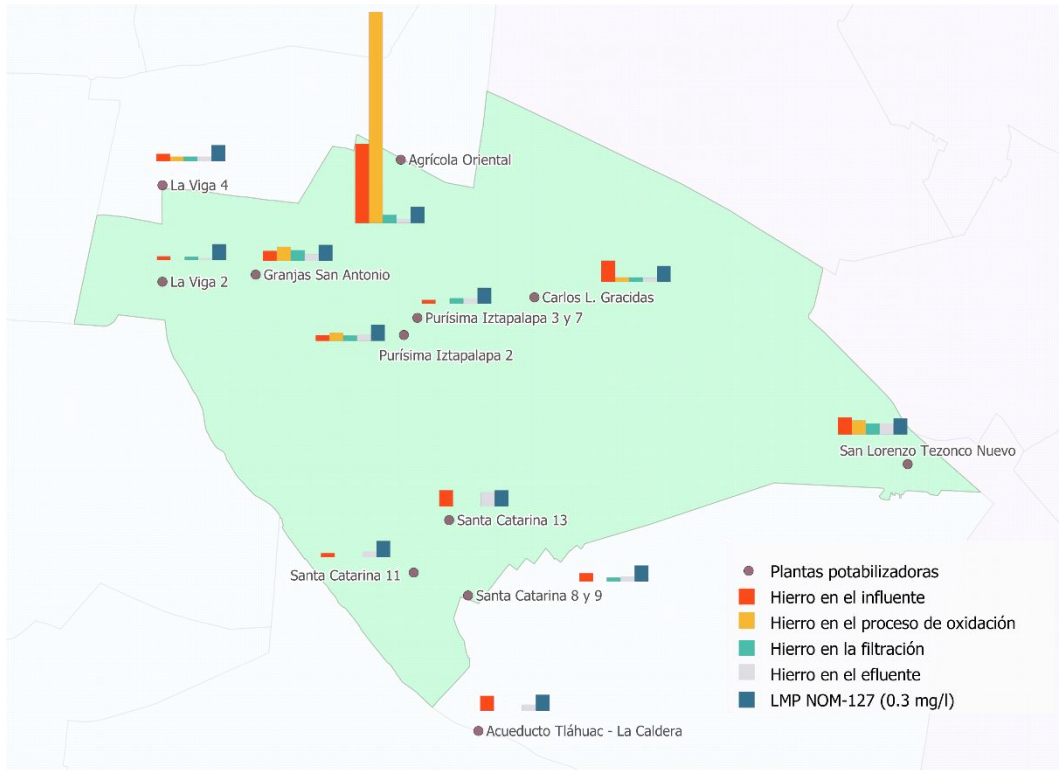 Agrícola Oriental
La Viga 4
La Viga 2
Granjas San Antonio
Carlos L. Gracidas
Purísima Iztapalapa 3 y 7
Purísima Iztapalapa 2
San Lorenzo Tezonco Nuevo
Santa Catarina 13
Santa Catarina 11
Santa Catarina 8 y 9
Acueducto Tláhuac - La Caldera
Plantas potabilizadoras
Hierro en el influente
Hierro en el proceso de oxidación
Hierro en la filtración
Hierro en el efluente
LMP NOM-127 (0.3 mg/l)